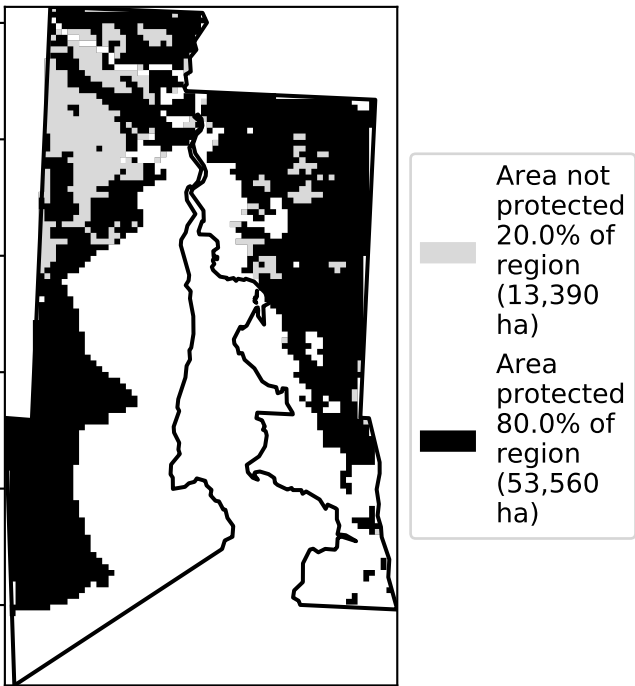 Area not
protected
20.0% of
region
(13,390
ha)
Area
protected
80.0% of
region
(53,560
ha)